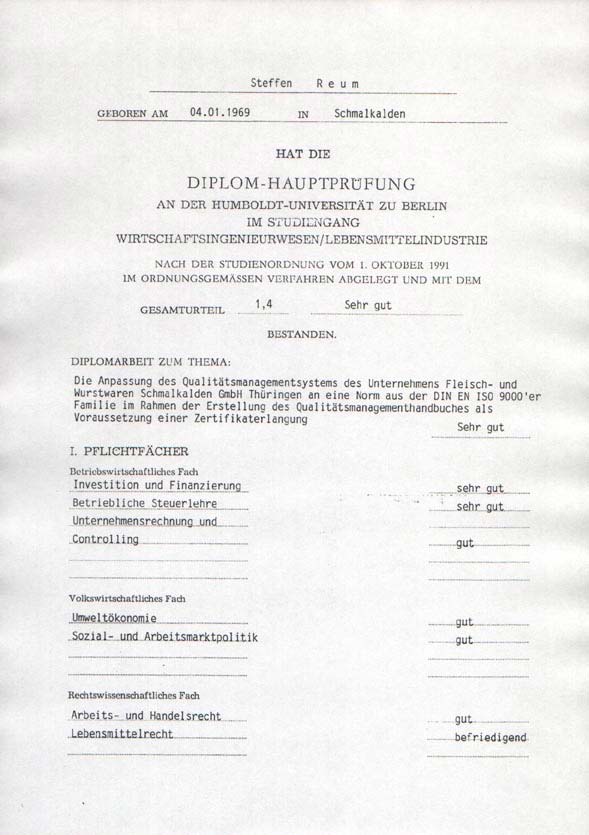 Steffen R e u m
GEBOREN AM 04.01.1969 IN Schmalkalden
HAT DIE
DIPLOM-HAUPTPRÜFUNG
AN DER HUMBOLDT-UNIVERSITÄT ZU BERLIN
IM STUDIENGANG
WIRTSCHAFTSINGENIEURWESEN/LEBENSMITTELINDUSTRIE
NACH DER STUDIENORDNUNG VOM 1. OKTOBER 1991
IM ORDNUNGSGEMÄSSEN VERFAHREN ABGELEGT UND MIT DEM
GESAMTURTEIL 1,4 Sehr gut
BESTANDEN.
DIPLOMARBEIT ZUM THEMA:
Die Anpassung des Qualitätsmanagementsystems des Unternehmens Fleisch- und
Wurstwaren Schmalkalden GmbH Thüringen an eine Norm aus der DIN EN ISO 9000'er
Familie im Rahmen der Erstellung des Qualitätsmanagementhandbuches als
Voraussetzung einer Zertifikaterlangung
Sehr gut
I. PFLICHTFÄCHER
Betriebswirtschaftliches Fach
Investition und Finanzierung sehr gut
Betriebliche Steuerlehre sehr gut
Unternehmensrechnung und
Controlling gut
Volkswirtschaftliches Fach
Umweltökonomie gut
Sozial- und Arbeitsmarktpolitik gut
Rechtswissenschaftliches Fach
Arbeits- und Handelsrecht gut
Lebensmittelrecht befriedigend